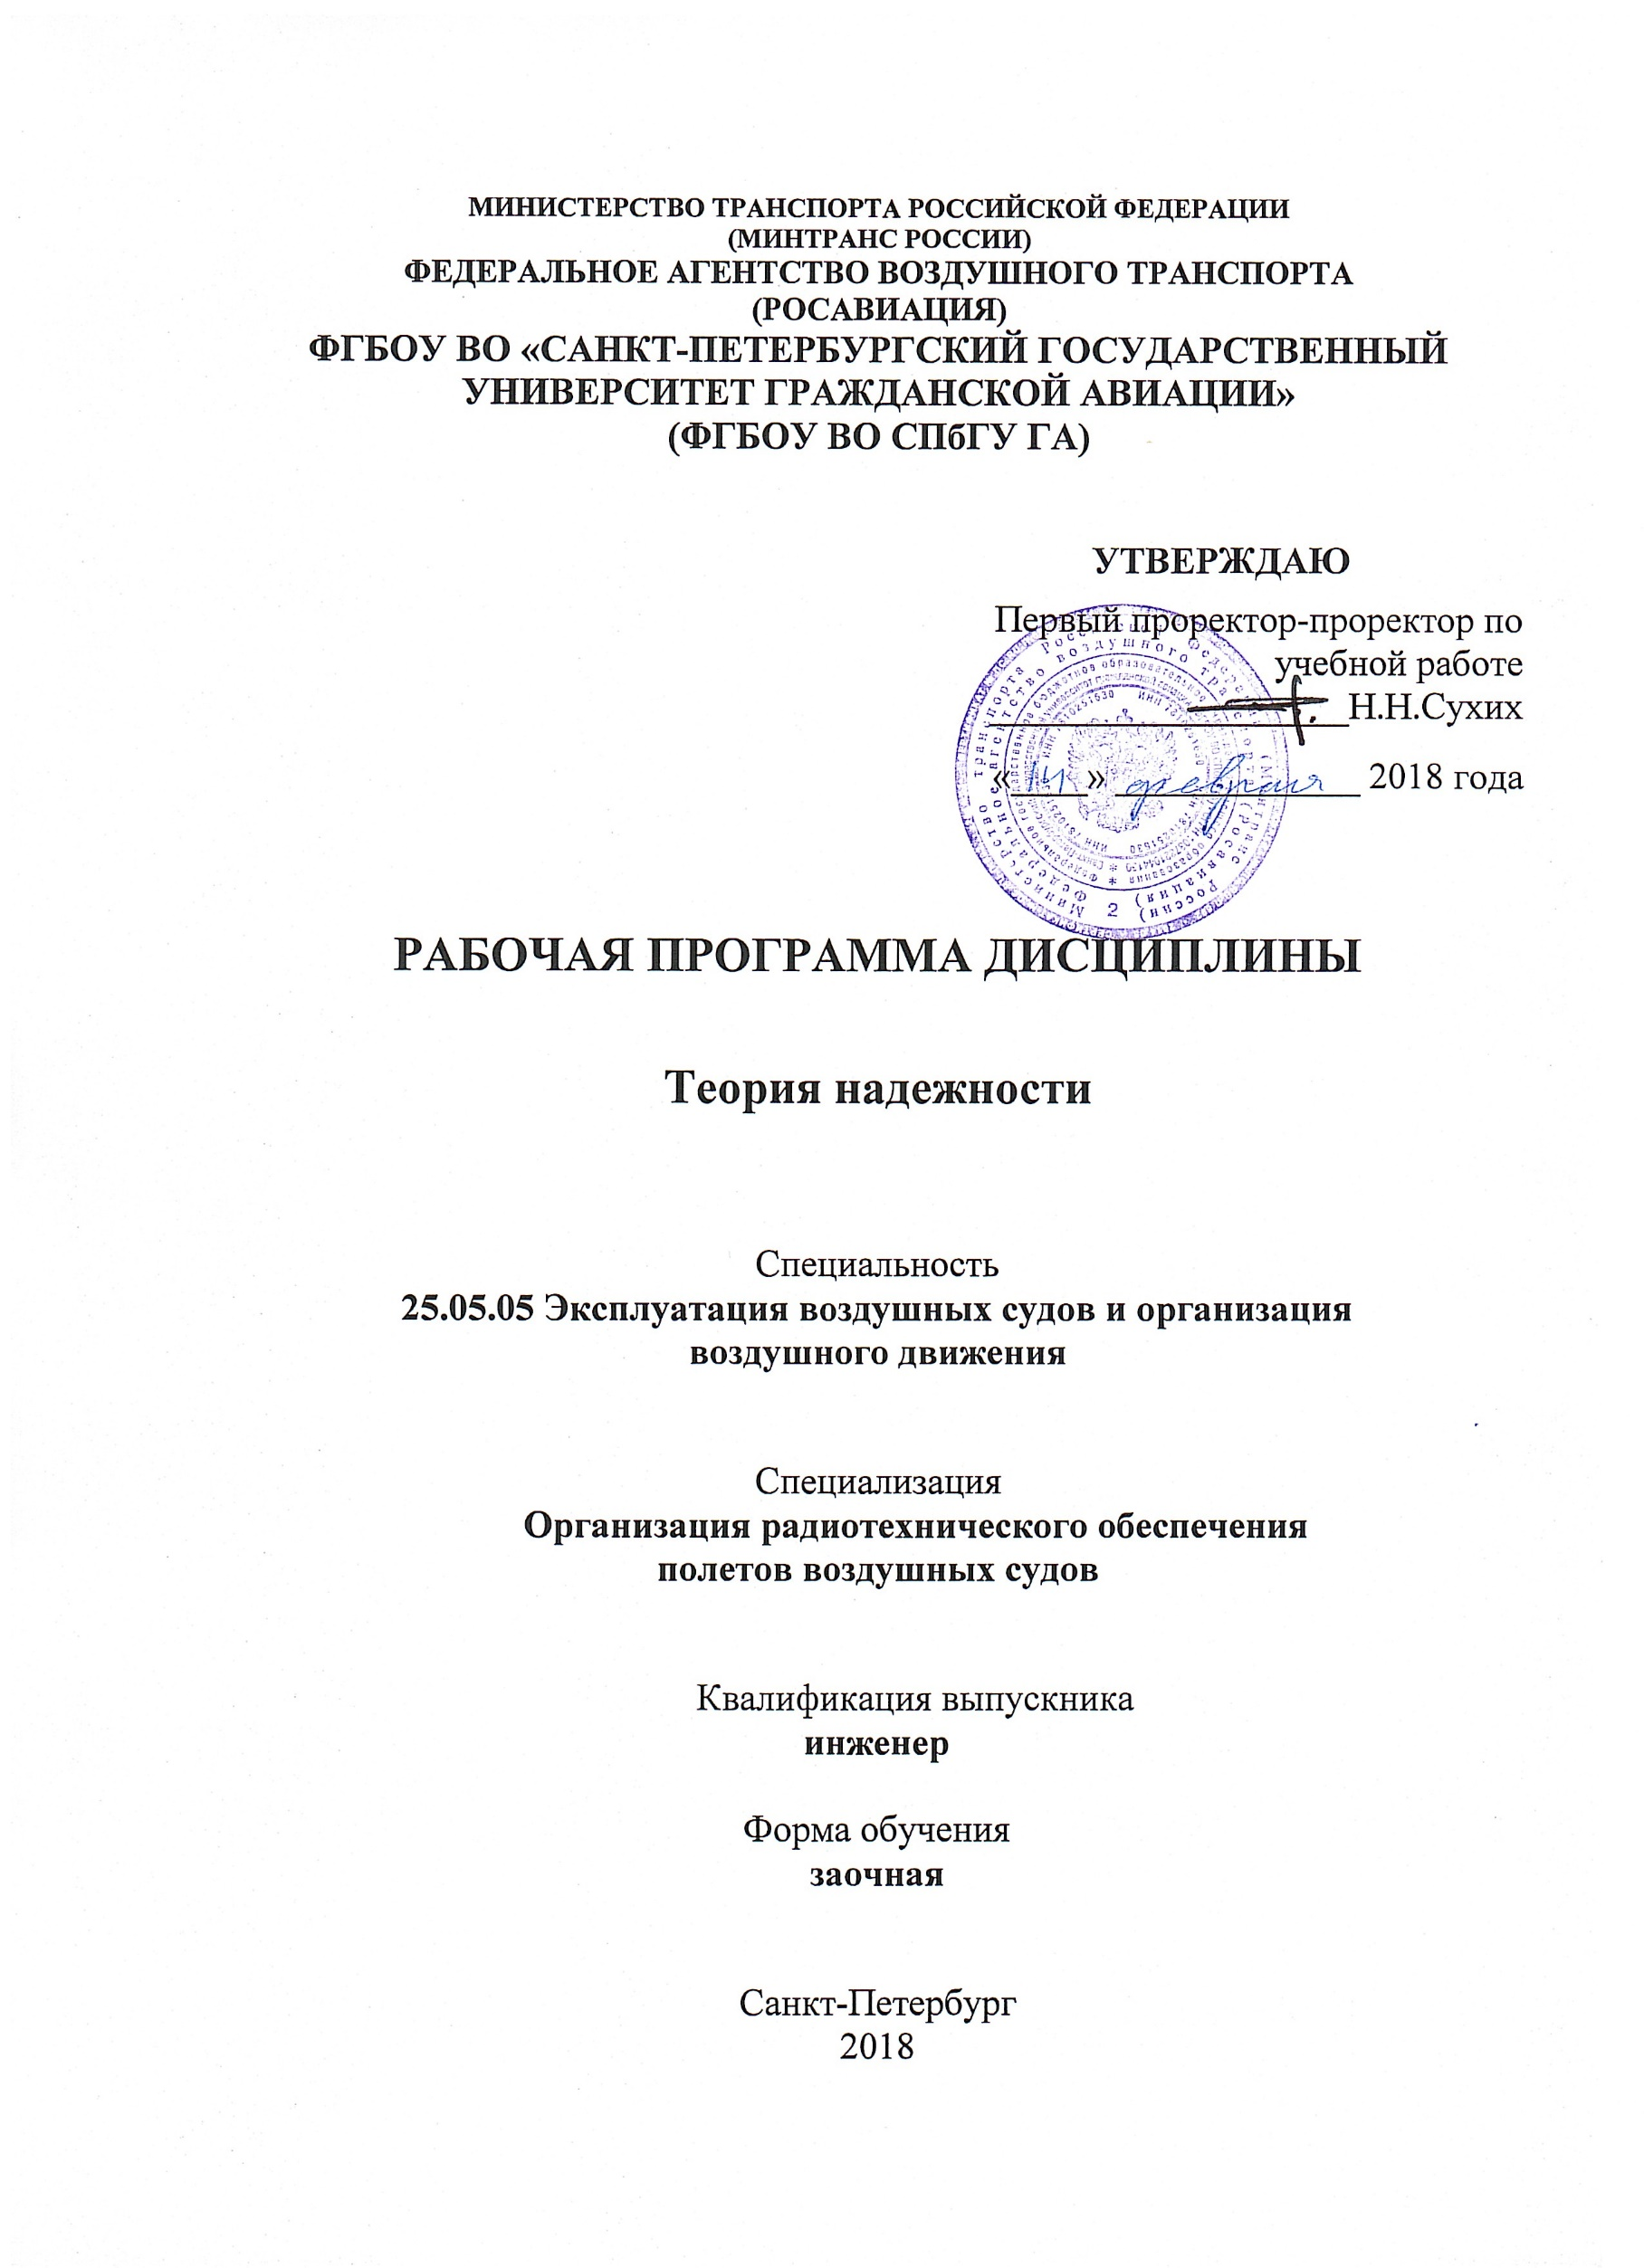 МИНИСТЕРСТВО ТРАНСПОРТА РОССИЙСКОЙ ФЕДЕРАЦИИ
(МИНТРАНС РОССИИ)
ФЕДЕРАЛЬНОЕ АГЕНТСТВО ВОЗДУШНОГО ТРАНСПОРТА
(РОСАВИАЦИЯ)
ФГБОУ ВО «САНКТ-ПЕТЕРБУРГСКИЙ ГОСУДАРСТВЕННЫЙ
УНИВЕРСИТЕТ ГРАЖДАНСКОЙ АВИАЦИИ»
(ФГБОУ ВО СПбГУ ГА)
УТВЕРЖДАЮ
Первый проректор-проректор по
учебной работе
Н.Н.Сухих
« » февраля 2018 года
РАБОЧАЯ ПРОГРАММА ДИСЦИПЛИНЫ
Теория надежности
Специальность
25.05.05 Эксплуатация воздушных судов и организация
воздушного движения
Специализация
Организация радиотехнического обеспечения
полетов воздушных судов
Квалификация выпускника
инженер
Форма обучения
заочная
Санкт-Петербург
2018